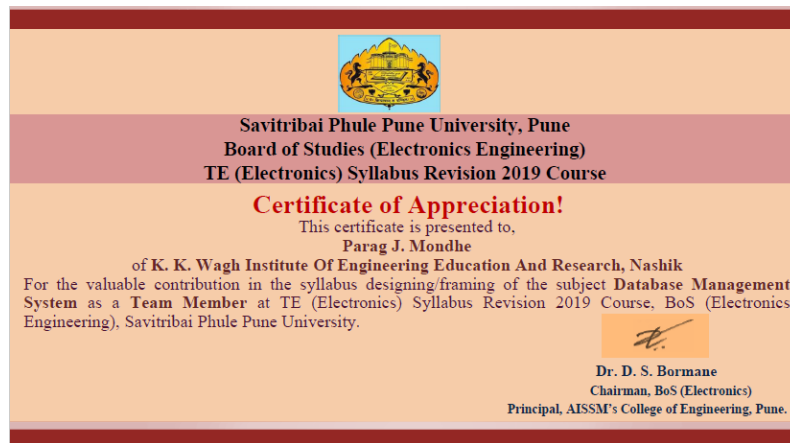 Savitribai Phule Pune University, Pune
Board of Studies (Electronics Engineering)
TE (Electronics) Syllabus Revision 2019 Course
Certificate of Appreciation!
This certificate is presented to,
Parag J. Mondhe
of K. K. Wagh Institute Of Engineering Education And Research, Nashik
For the valuable contribution in the syllabus designing/framing of the subject Database Management
System as a Team Member at TE (Electronics) Syllabus Revision 2019 Course, BoS (Electronics
Engineering), Savitribai Phule Pune University.
Dr. D. S. Bormane
Chairman, BoS (Electronics)
Principal, AISSM's College of Engineering, Pune.